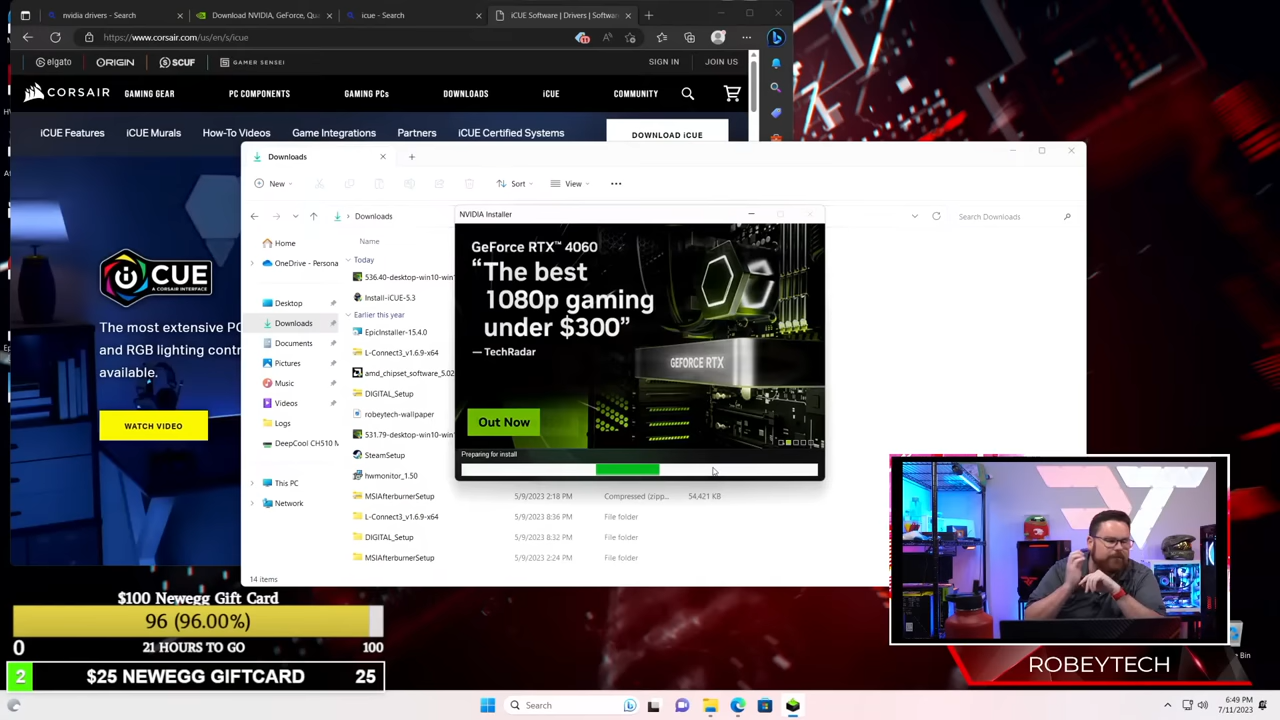 nvidia drivers - Search
Download NVIDIA, GeForce, Qu
icue - Search
iCUE Software | Drivers | Softwar
https://www.corsair.com/us/en/s/icue
ORIGIN
SCUF
GAMER SENSEI
SIGN IN
JOIN US
CORSAIR
GAMING GEAR
PC COMPONENTS
GAMING PCs
DOWNLOADS
iCUE
COMMUNITY
iCUE Features
iCUE Murals
How-To Videos
Game Integrations
Partners
iCUE Certified Systems
DOWNLOAD iCUE
iCUE
A CORSAIR INTERFACE
The most extensive PC
and RGB lighting contr
available.
WATCH VIDEO
Downloads
New
Sort
View
Downloads
Search Downloads
Home
OneDrive - Persona
Desktop
Downloads
Documents
Pictures
Music
Videos
Logs
DeepCool CH510 M
This PC
Network
Name
Today
536.40-desktop-win10-win
Install-iCUE-5.3
Earlier this year
EpicInstaller-15.4.0
L-Connect3_v1.6.9-x64
amd_chipset_software_5.02
DIGITAL_Setup
robeytech-wallpaper
531.79-desktop-win10-win
SteamSetup
hwmonitor_1.50
MSIAfterburnerSetup
5/9/2023 2:18 PM
Compressed (zipp...
54,421 KB
L-Connect3_v1.6.9-x64
5/9/2023 8:36 PM
File folder
DIGITAL_Setup
5/9/2023 8:32 PM
File folder
MSIAfterburnerSetup
5/9/2023 2:24 PM
File folder
14 items
NVIDIA Installer
GeForce RTX™ 4060
“The best
1080p gaming
under $300”
— TechRadar
GEFORCE RTX
Out Now
Preparing for install
$100 Newegg Gift Card
96 (96.00%)
0
21 HOURS TO GO
100
2
$25 NEWEGG GIFTCARD
25
ROBEYTECH
Search
6:49 PM
7/11/2023